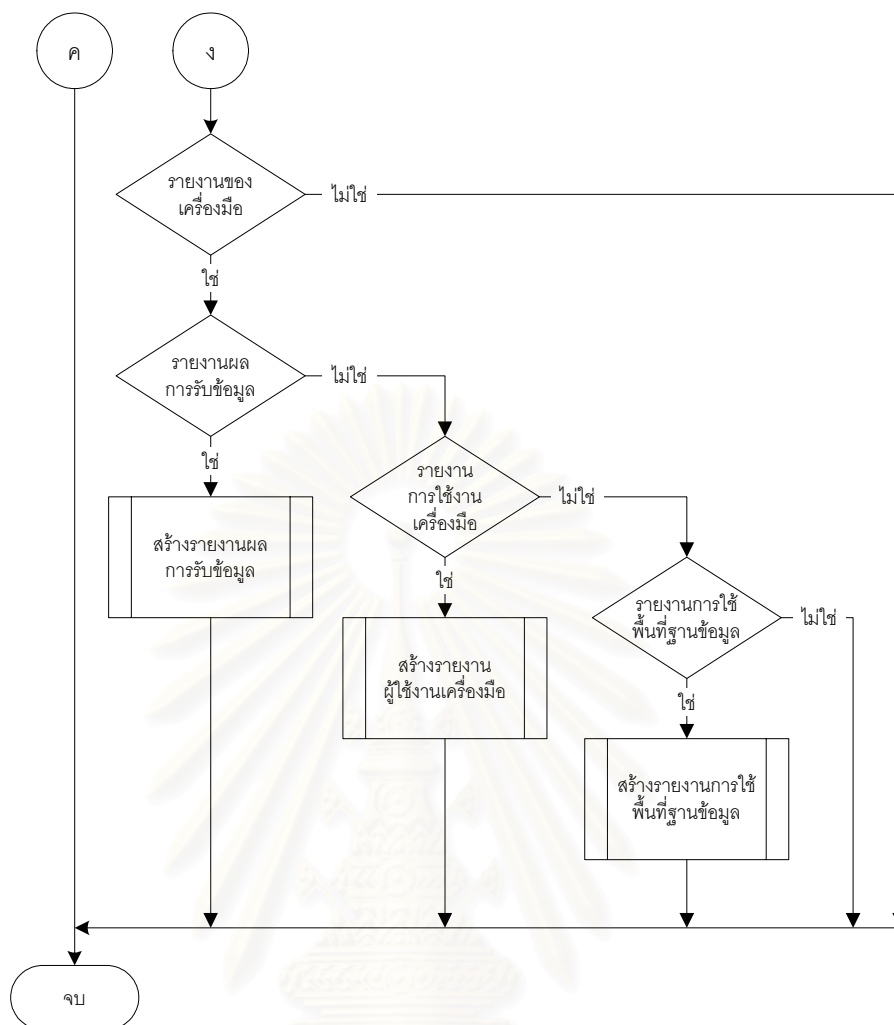 ค
ง
รายงานของ
เครื่องมือ
ไม่ใช่
ใช่
รายงานผล
การรับข้อมูล
ไม่ใช่
ใช่
รายงาน
การใช้งาน
เครื่องมือ
ไม่ใช่
ใช่
สร้างรายงานผล
การรับข้อมูล
รายงานการใช้
พื้นที่ฐานข้อมูล
ไม่ใช่
ใช่
สร้างรายงาน
ผู้ใช้งานเครื่องมือ
สร้างรายงานการใช้
พื้นที่ฐานข้อมูล
จบ